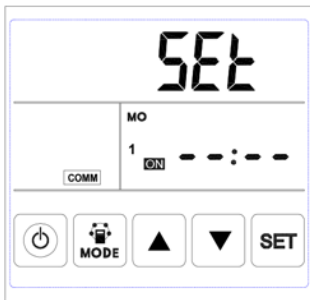 SEt
MO
1 ON --:--
COMM
MODE SET